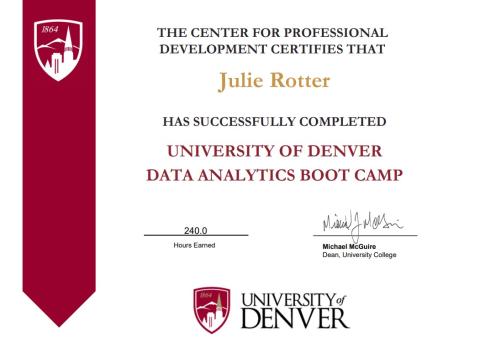 1864
THE CENTER FOR PROFESSIONAL
DEVELOPMENT CERTIFIES THAT
Julie Rotter
HAS SUCCESSFULLY COMPLETED
UNIVERSITY OF DENVER
DATA ANALYTICS BOOT CAMP
240.0
Hours Earned
Michael J McGuire
Michael McGuire
Dean, University College
1864
UNIVERSITY of
DENVER